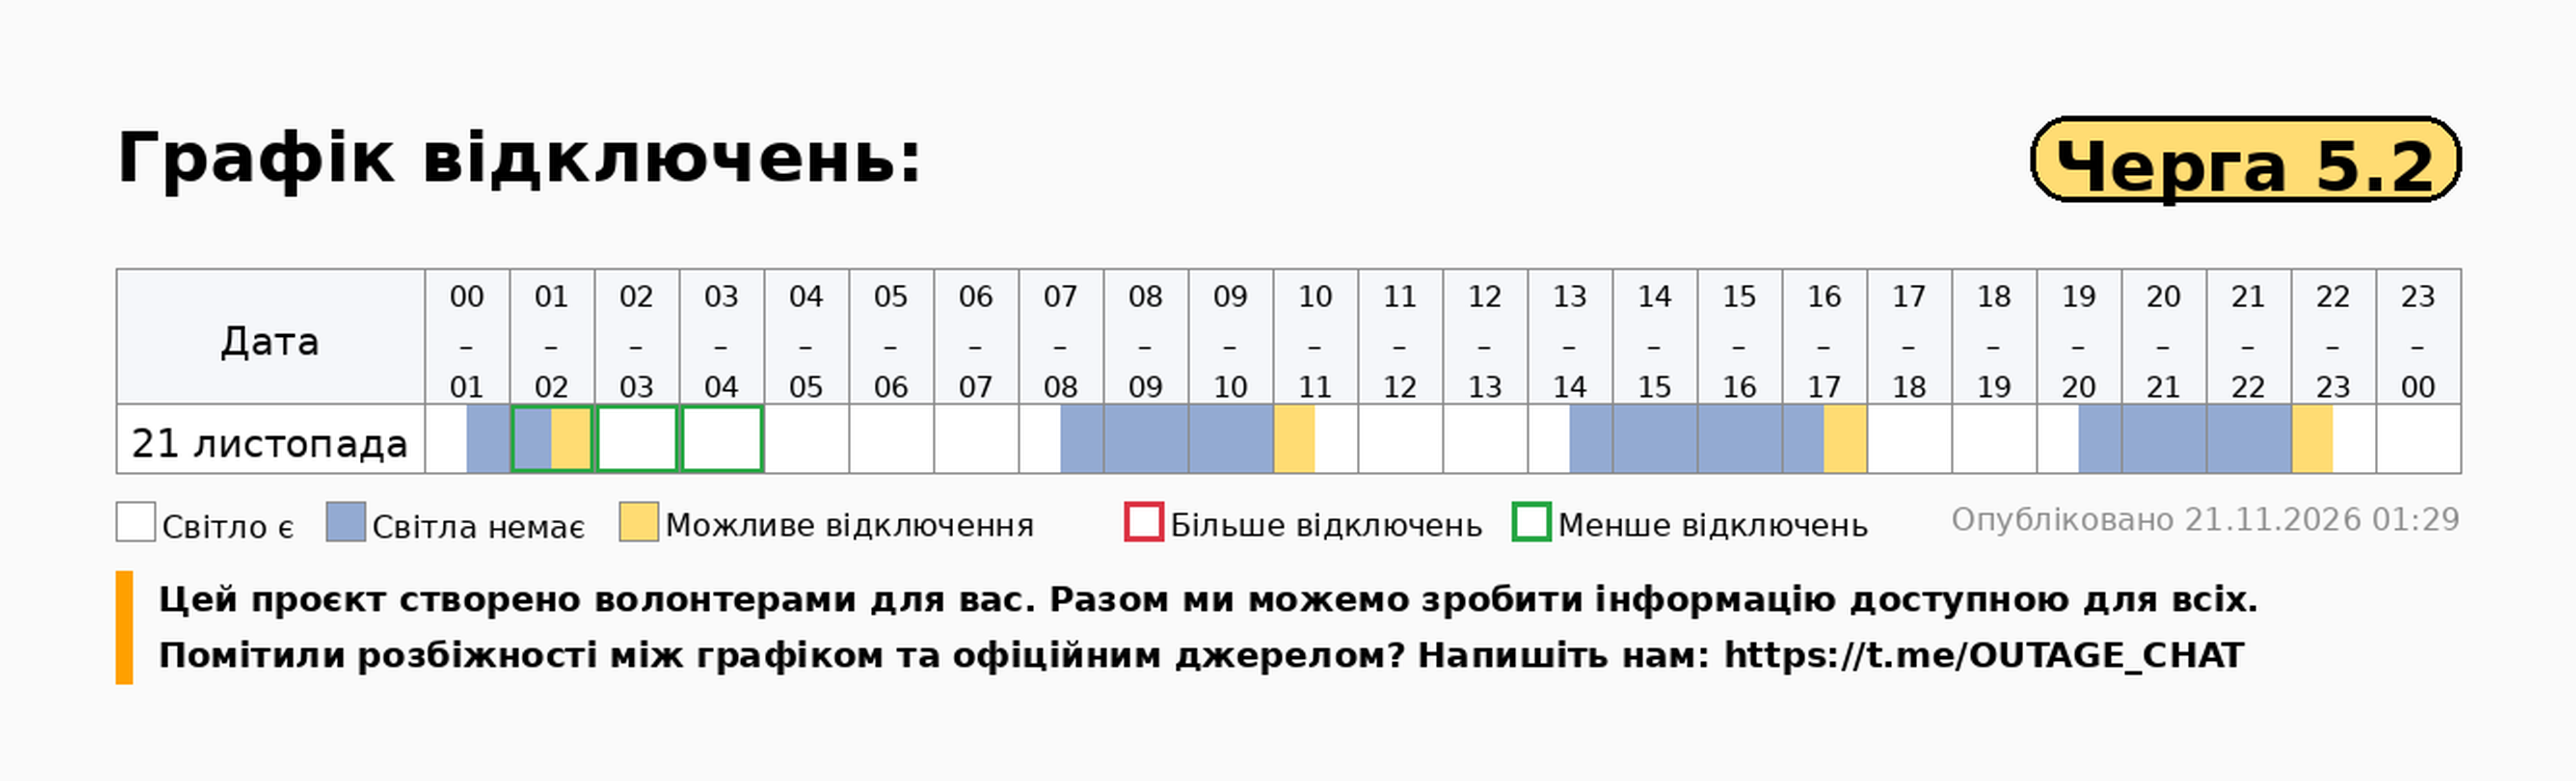 Графік відключень:
Черга 5.2
Дата
00 – 01
01 – 02
02 – 03
03 – 04
04 – 05
05 – 06
06 – 07
07 – 08
08 – 09
09 – 10
10 – 11
11 – 12
12 – 13
13 – 14
14 – 15
15 – 16
16 – 17
17 – 18
18 – 19
19 – 20
20 – 21
21 – 22
22 – 23
23 – 00
21 листопада
Світло є
Світла немає
Можливе відключення
Більше відключень
Менше відключень
Опубліковано 21.11.2026 01:29
Цей проєкт створено волонтерами для вас. Разом ми можемо зробити інформацію доступною для всіх.
Помітили розбіжності між графіком та офіційним джерелом? Напишіть нам: https://t.me/OUTAGE_CHAT